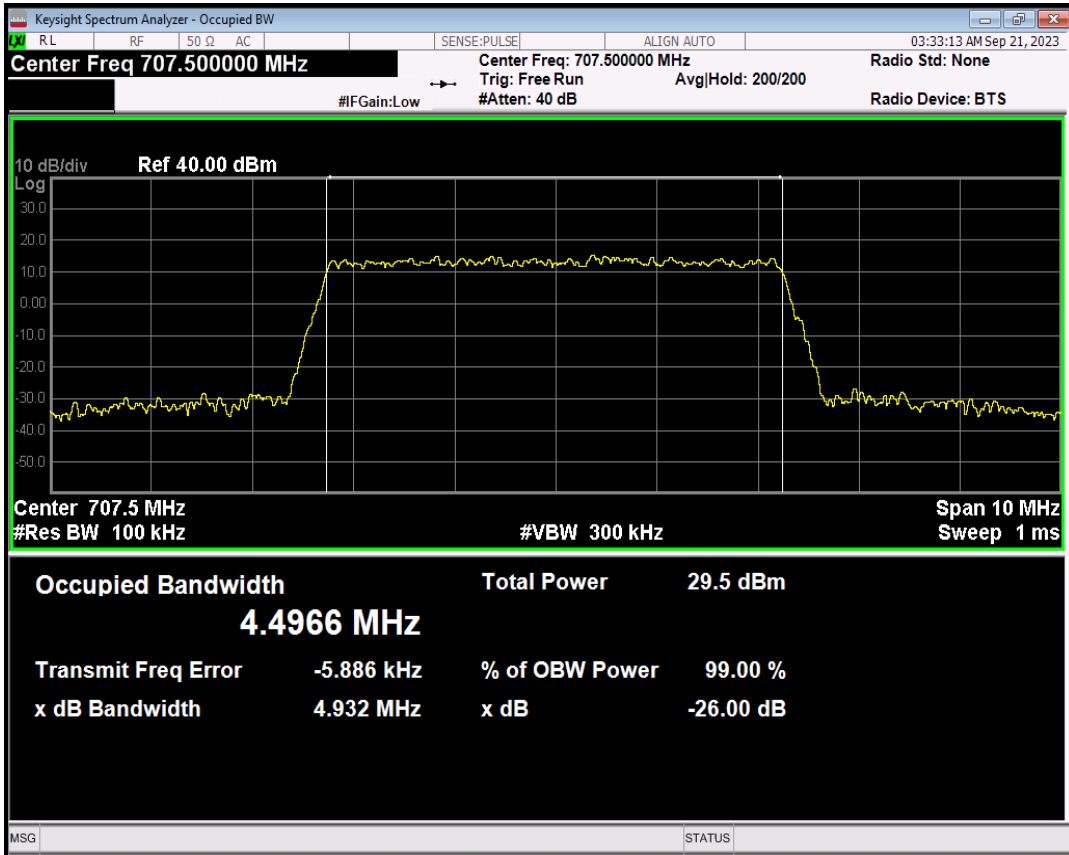 Keysight Spectrum Analyzer - Occupied BW
LXI RL RF 50 Ω AC SENSE:PULSE ALIGN AUTO 03:33:13 AM Sep 21, 2023
Center Freq 707.500000 MHz Center Freq: 707.500000 MHz Radio Std: None
Trig: Free Run Avg|Hold: 200/200
#IFGain:Low #Atten: 40 dB Radio Device: BTS
10 dB/div Ref 40.00 dBm
Log
30.0
20.0
10.0
0.00
-10.0
-20.0
-30.0
-40.0
-50.0
Center 707.5 MHz Span 10 MHz
#Res BW 100 kHz #VBW 300 kHz Sweep 1 ms
Occupied Bandwidth Total Power 29.5 dBm
4.4966 MHz
Transmit Freq Error -5.886 kHz % of OBW Power 99.00 %
x dB Bandwidth 4.932 MHz x dB -26.00 dB
MSG STATUS